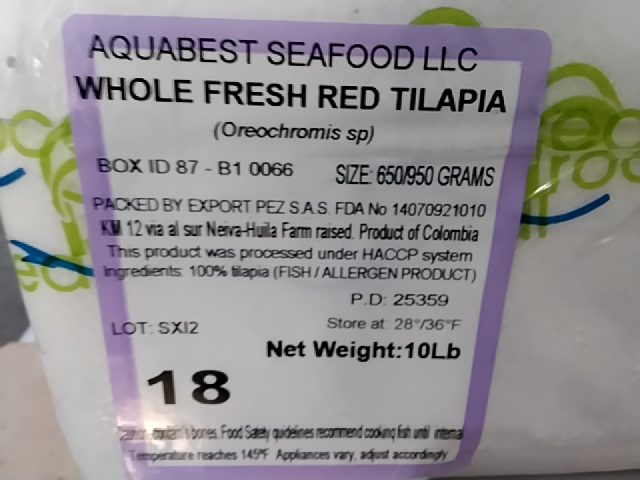 AQUABEST SEAFOOD LLC
WHOLE FRESH RED TILAPIA
(Oreochromis sp)
BOX ID 87 - B1 0066 SIZE: 650/950 GRAMS
PACKED BY EXPORT PEZ S.A.S. FDA No 14070921010
KM 12 via al sur Neiva-Huila Farm raised. Product of Colombia
This product was processed under HACCP system
Ingredients: 100% tilapia (FISH / ALLERGEN PRODUCT)
P.D: 25359
LOT: SXI2 Store at: 28°/36°F
Net Weight:10Lb
18
Caution, contain's bones. Food Safety guidelines recommend cooking fish until internal
Temperature reaches 145ºF Appliances vary, adjust accordingly